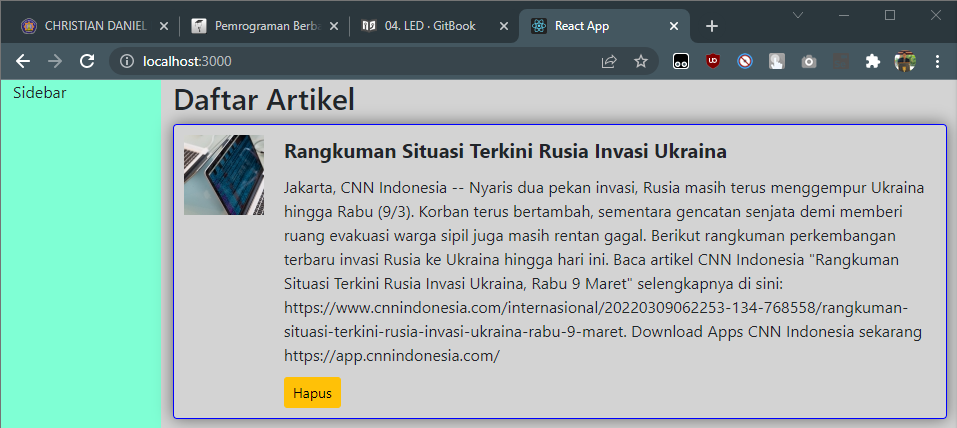 CHRISTIAN DANIEL
Pemrograman Berba
04. LED · GitBook
React App
localhost:3000
Sidebar
Daftar Artikel
Rangkuman Situasi Terkini Rusia Invasi Ukraina
Jakarta, CNN Indonesia -- Nyaris dua pekan invasi, Rusia masih terus menggempur Ukraina
hingga Rabu (9/3). Korban terus bertambah, sementara gencatan senjata demi memberi
ruang evakuasi warga sipil juga masih rentan gagal. Berikut rangkuman perkembangan
terbaru invasi Rusia ke Ukraina hingga hari ini. Baca artikel CNN Indonesia "Rangkuman
Situasi Terkini Rusia Invasi Ukraina, Rabu 9 Maret" selengkapnya di sini:
https://www.cnnindonesia.com/internasional/20220309062253-134-768558/rangkuman-
situasi-terkini-rusia-invasi-ukraina-rabu-9-maret. Download Apps CNN Indonesia sekarang
https://app.cnnindonesia.com/
Hapus